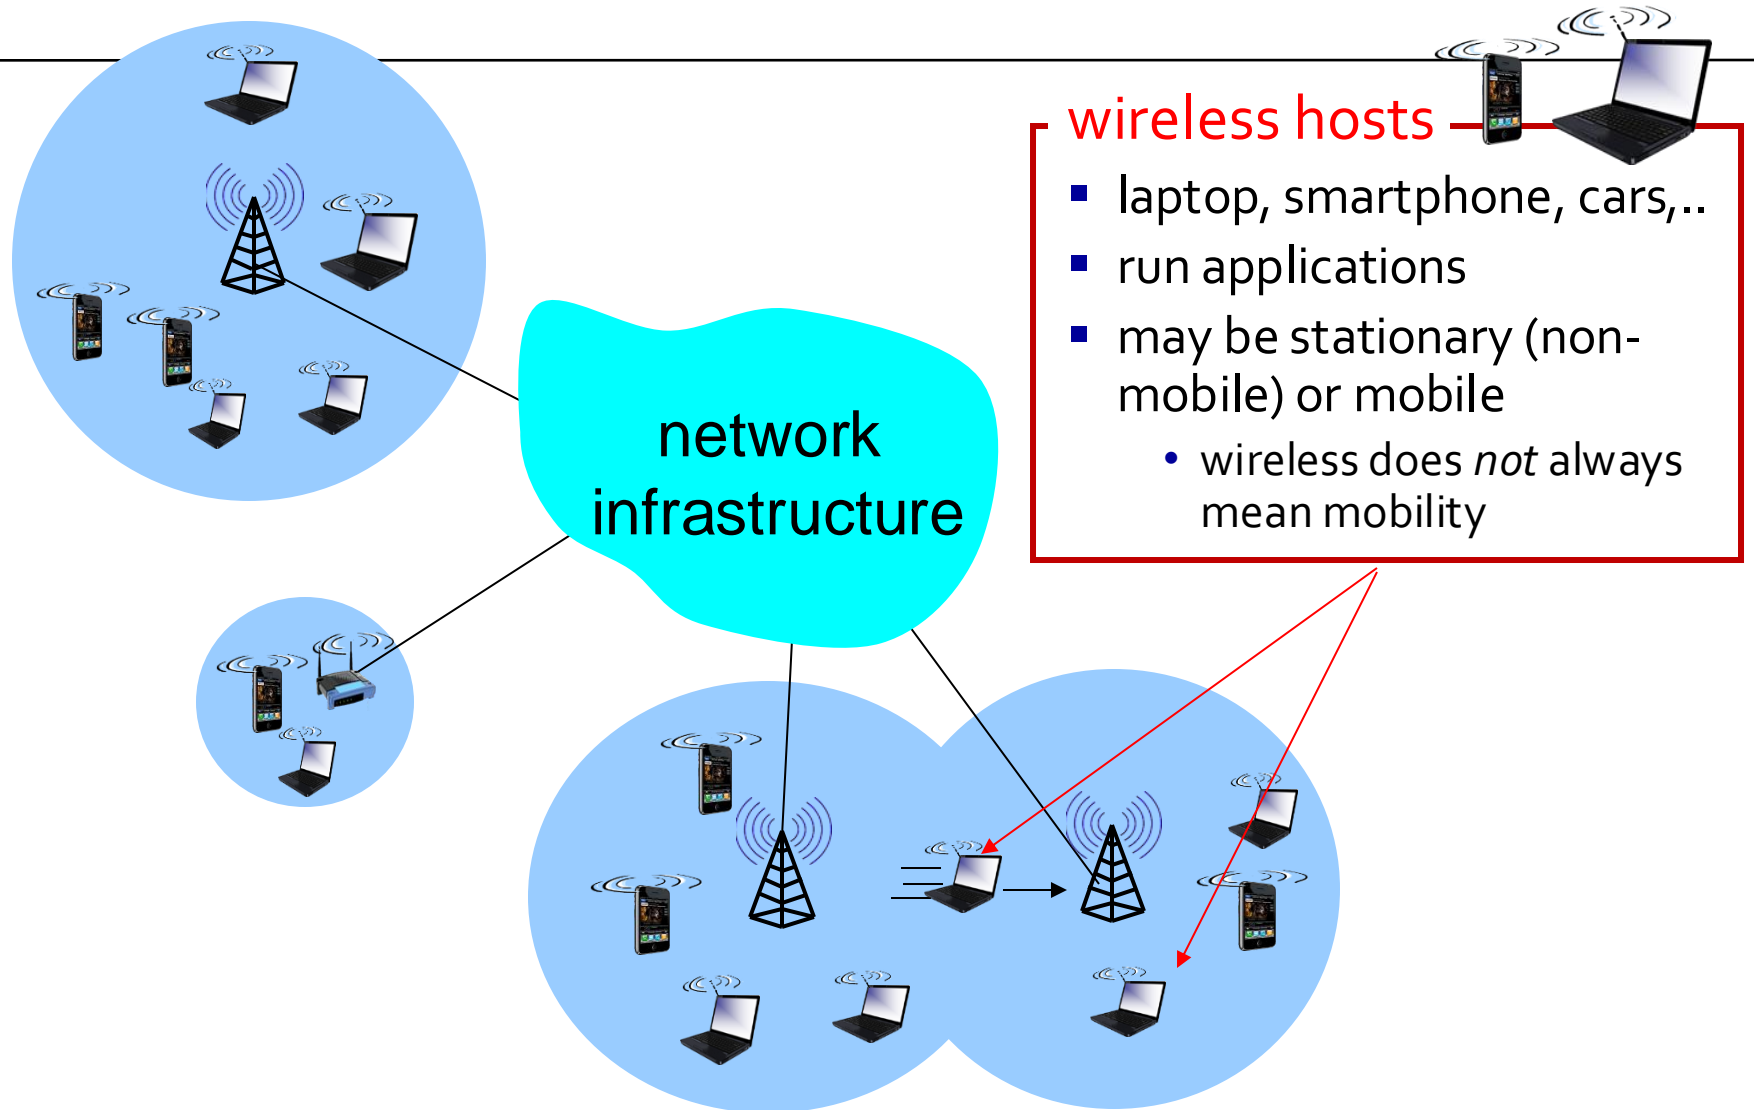 wireless hosts
laptop, smartphone, cars,..
run applications
may be stationary (non-
mobile) or mobile
wireless does not always
mean mobility
network
infrastructure